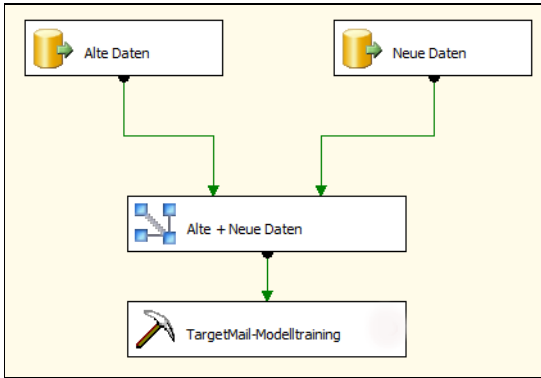 Alte Daten
Neue Daten
Alte + Neue Daten
TargetMail-Modelltraining